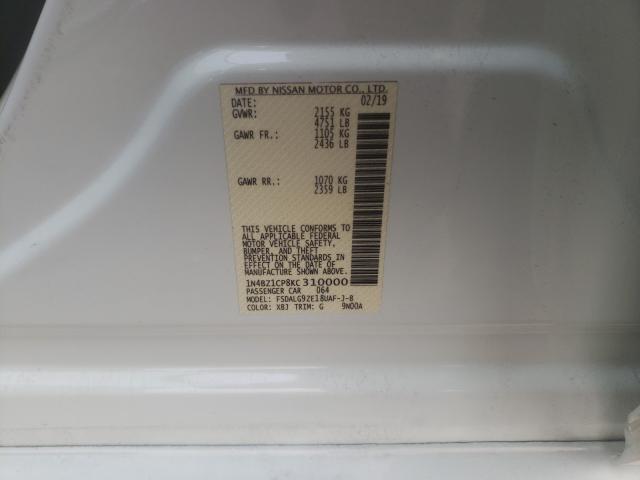 MFD BY NISSAN MOTOR CO., LTD.
DATE: 02/19
GVWR: 2155 KG
4751 LB
GAWR FR.: 1105 KG
2436 LB
GAWR RR.: 1070 KG
2359 LB
THIS VEHICLE CONFORMS TO
ALL APPLICABLE FEDERAL
MOTOR VEHICLE SAFETY,
BUMPER, AND THEFT
PREVENTION STANDARDS IN
EFFECT ON THE DATE OF
MANUFACTURE SHOWN ABOVE.
1N4BZ1CP8KC310000
PASSENGER CAR 064
MODEL: FSDALG9ZE18UAF-J-B
COLOR: XBJ TRIM: G 9N00A